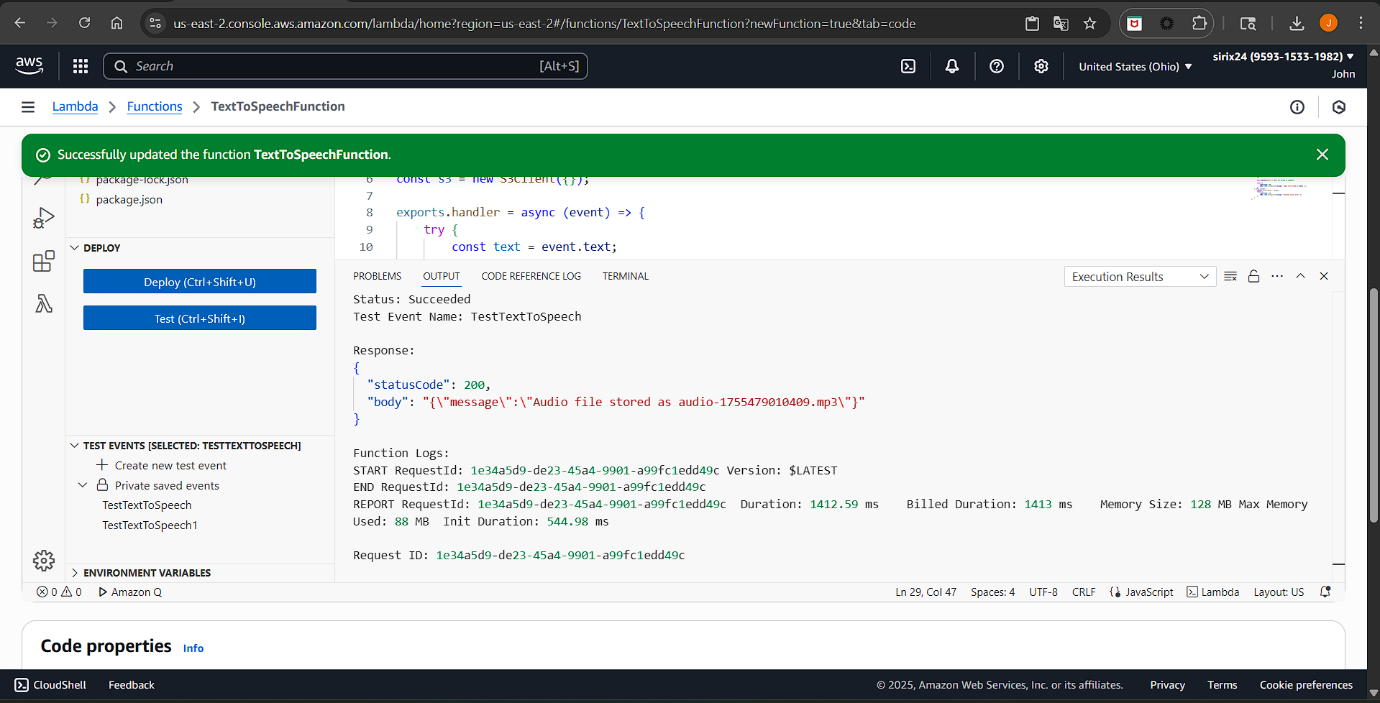 us-east-2.console.aws.amazon.com/lambda/home?region=us-east-2#/functions/TextToSpeechFunction?newFunction=true&tab=code
J
aws
Search
[Alt+S]
United States (Ohio)
sirix24 (9593-1533-1982)
John
Lambda
Functions
TextToSpeechFunction
Successfully updated the function TextToSpeechFunction.
{} package-lock.json
{} package.json
DEPLOY
Deploy (Ctrl+Shift+U)
Test (Ctrl+Shift+I)
TEST EVENTS [SELECTED: TESTTEXTTOSPEECH]
Create new test event
Private saved events
TestTextToSpeech
TestTextToSpeech1
ENVIRONMENT VARIABLES
6 const s3 = new S3Client({});
7
8 exports.handler = async (event) => {
9 try {
10 const text = event.text;
PROBLEMS OUTPUT CODE REFERENCE LOG TERMINAL
Execution Results
Status: Succeeded
Test Event Name: TestTextToSpeech
Response:
{
"statusCode": 200,
"body": "{\"message\":\"Audio file stored as audio-1755479010409.mp3\"}"
}
Function Logs:
START RequestId: 1e34a5d9-de23-45a4-9901-a99fc1edd49c Version: $LATEST
END RequestId: 1e34a5d9-de23-45a4-9901-a99fc1edd49c
REPORT RequestId: 1e34a5d9-de23-45a4-9901-a99fc1edd49c Duration: 1412.59 ms Billed Duration: 1413 ms Memory Size: 128 MB Max Memory
Used: 88 MB Init Duration: 544.98 ms
Request ID: 1e34a5d9-de23-45a4-9901-a99fc1edd49c
0 0 Amazon Q
Ln 29, Col 47 Spaces: 4 UTF-8 CRLF {} JavaScript Lambda Layout: US
Code properties Info
CloudShell Feedback
© 2025, Amazon Web Services, Inc. or its affiliates. Privacy Terms Cookie preferences